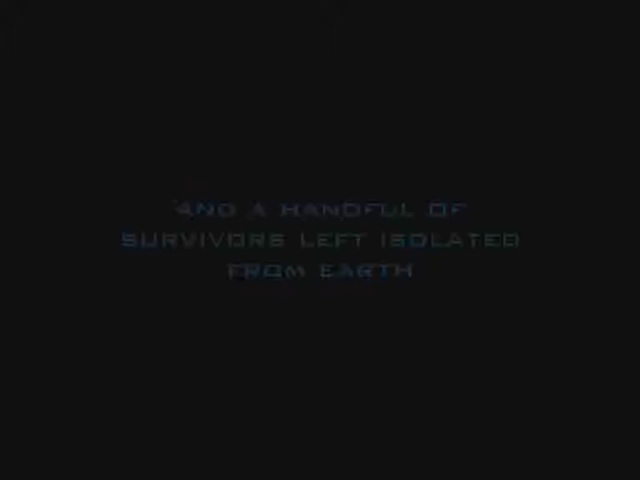 AND A HANDFUL OF
SURVIVORS LEFT ISOLATED
FROM EARTH